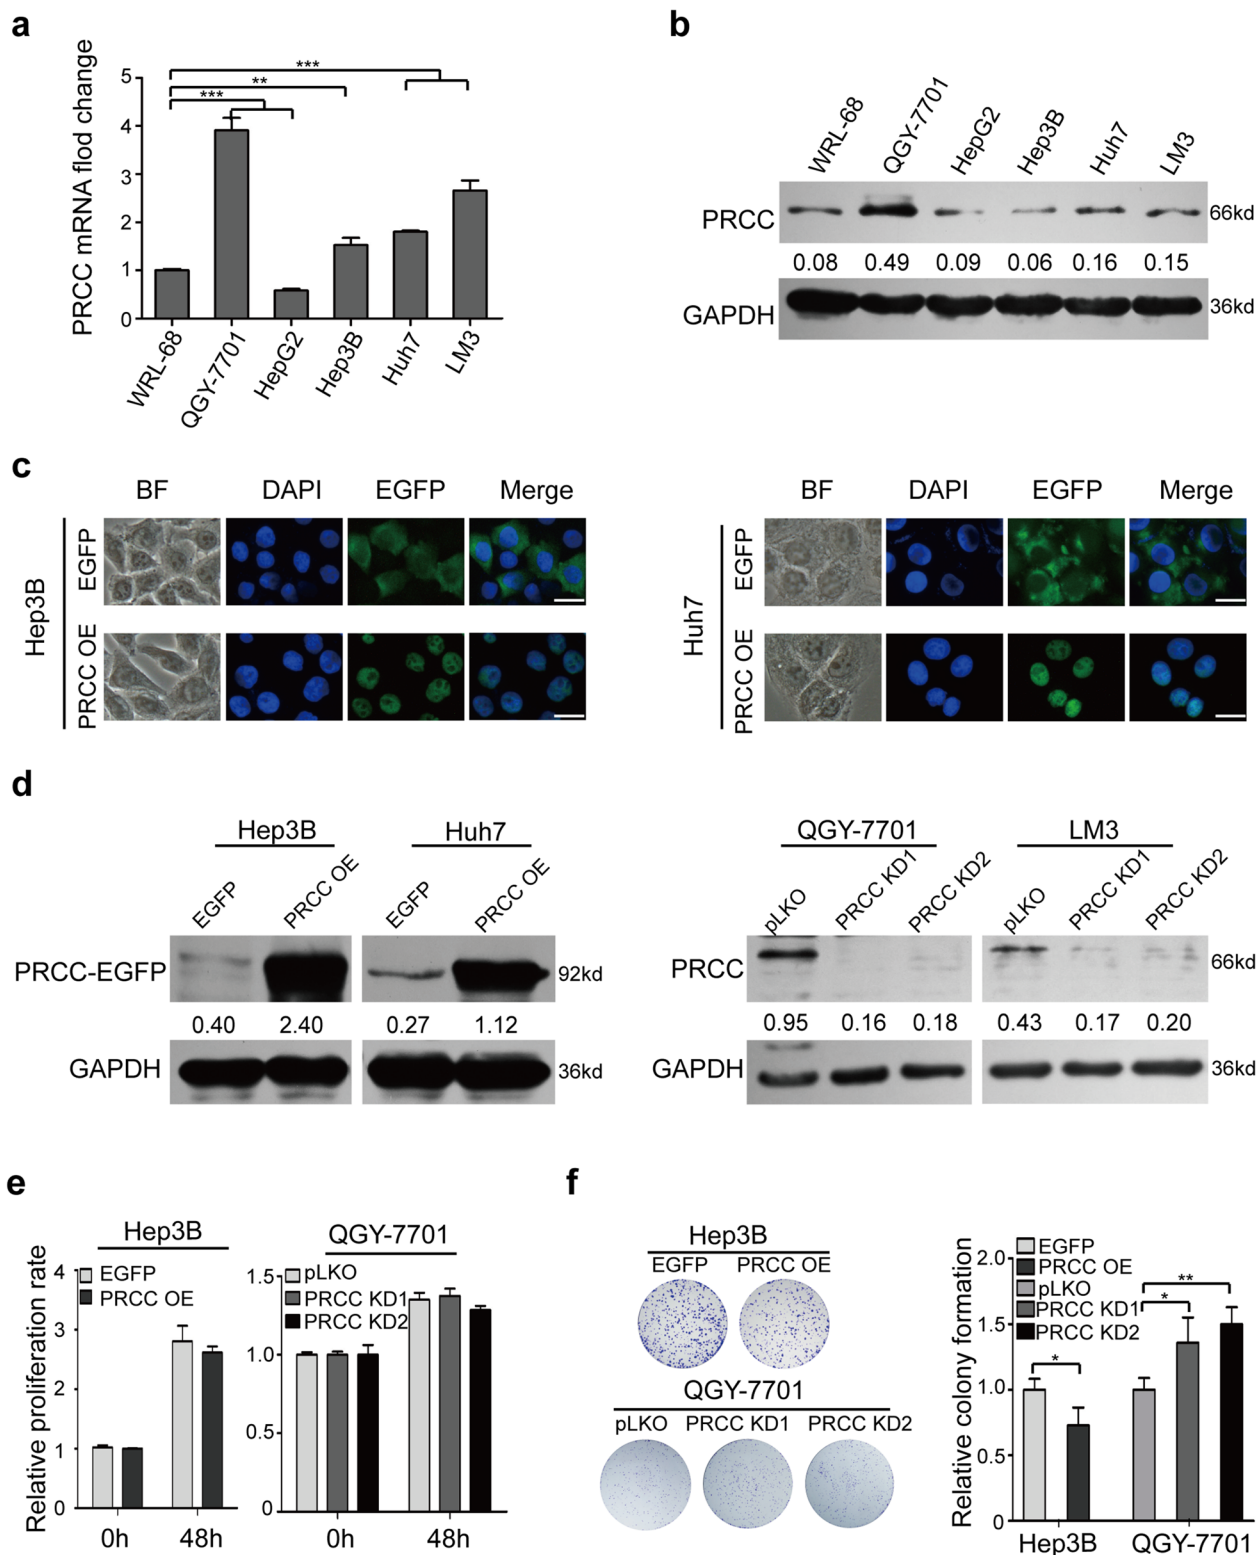 a
PRCC mRNA flod change
5
4
3
2
1
0
***
**
***
WRL-68
QGY-7701
HepG2
Hep3B
Huh7
LM3
b
WRL-68
QGY-7701
HepG2
Hep3B
Huh7
LM3
PRCC
66kd
0.08 0.49 0.09 0.06 0.16 0.15
GAPDH
36kd
c
BF DAPI EGFP Merge
Hep3B
EGFP
PRCC OE
BF DAPI EGFP Merge
Huh7
EGFP
PRCC OE
d
Hep3B Huh7
EGFP
PRCC OE
EGFP
PRCC OE
PRCC-EGFP
92kd
0.40 2.40 0.27 1.12
GAPDH
36kd
QGY-7701 LM3
pLKO
PRCC KD1
PRCC KD2
pLKO
PRCC KD1
PRCC KD2
PRCC
66kd
0.95 0.16 0.18 0.43 0.17 0.20
GAPDH
36kd
e
Relative proliferation rate
Hep3B
4
3
2
1
0
EGFP
PRCC OE
0h 48h
QGY-7701
1.5
1.0
0.5
0
pLKO
PRCC KD1
PRCC KD2
0h 48h
f
Hep3B
EGFP PRCC OE
QGY-7701
pLKO PRCC KD1 PRCC KD2
Relative colony formation
2.0
1.5
1.0
0.5
0
EGFP
PRCC OE
pLKO
PRCC KD1
PRCC KD2
*
**
*
Hep3B QGY-7701